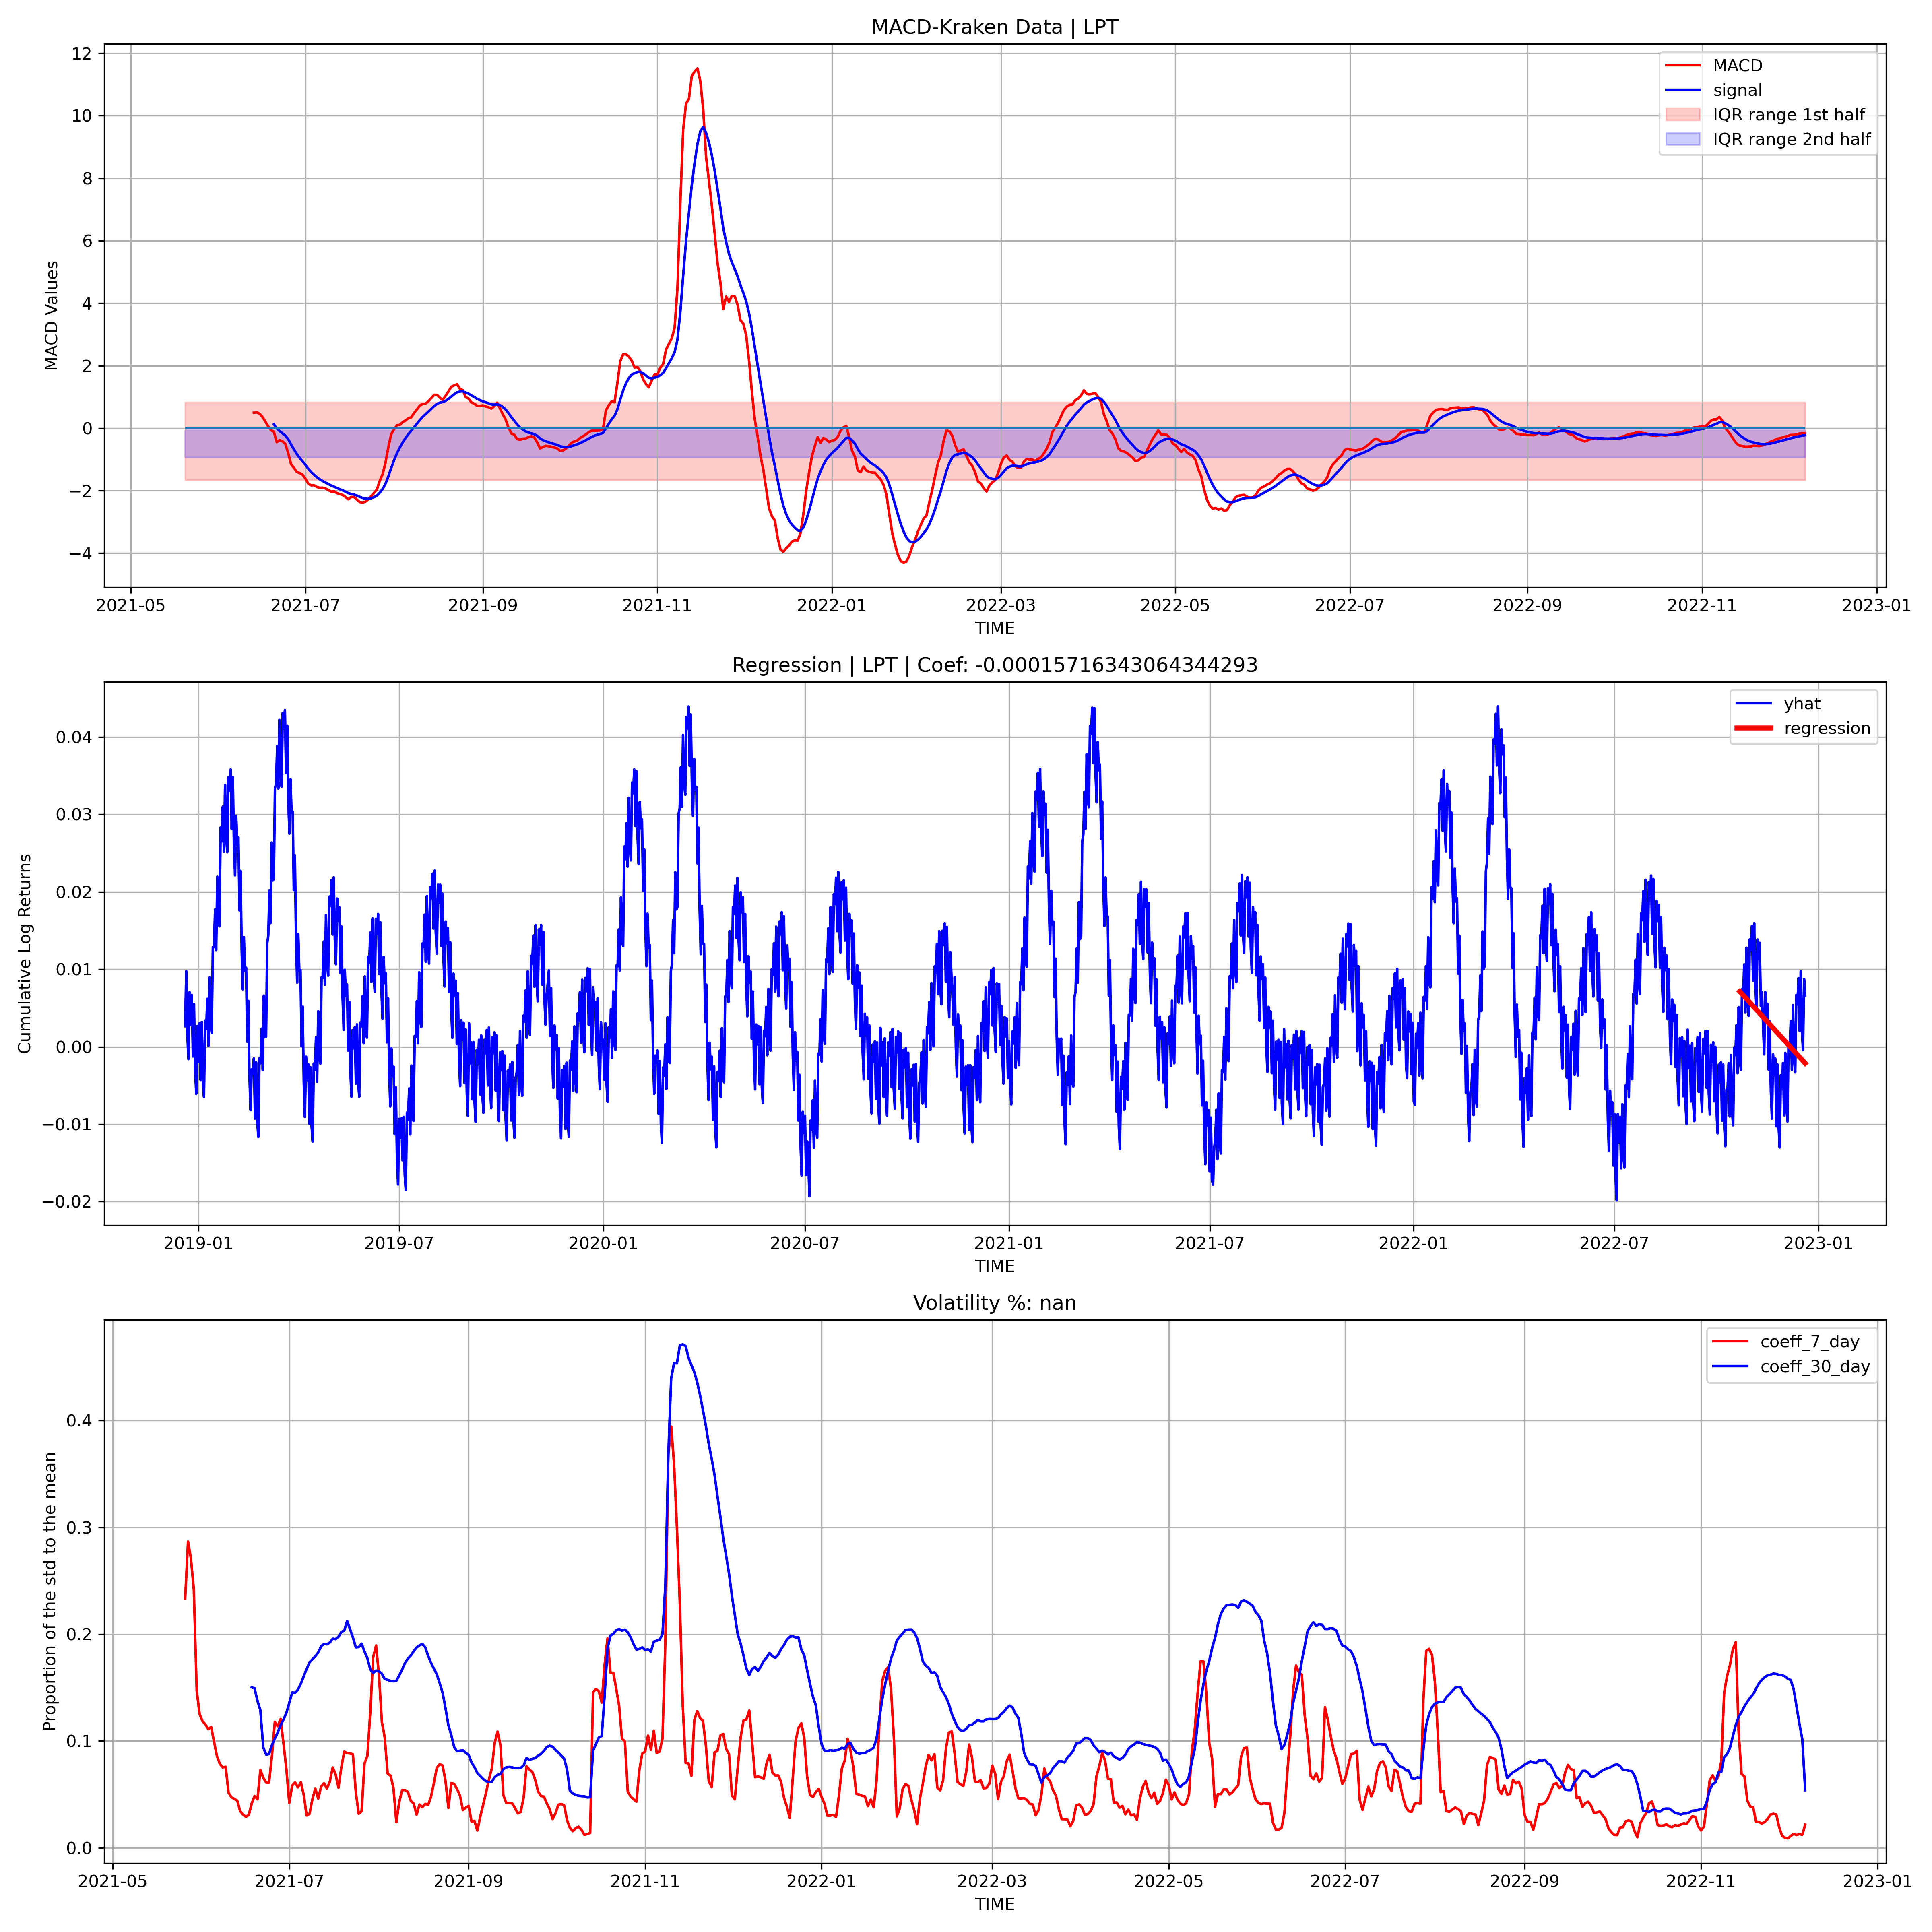 MACD-Kraken Data | LPT
12
10
8
6
4
2
0
−2
−4
MACD Values
MACD
signal
IQR range 1st half
IQR range 2nd half
2021-05 2021-07 2021-09 2021-11 2022-01 2022-03 2022-05 2022-07 2022-09 2022-11 2023-01
TIME
Regression | LPT | Coef: -0.00015716343064344293
0.04
0.03
0.02
0.01
0.00
−0.01
−0.02
Cumulative Log Returns
yhat
regression
2019-01 2019-07 2020-01 2020-07 2021-01 2021-07 2022-01 2022-07 2023-01
TIME
Volatility %: nan
0.4
0.3
0.2
0.1
0.0
Proportion of the std to the mean
coeff_7_day
coeff_30_day
2021-05 2021-07 2021-09 2021-11 2022-01 2022-03 2022-05 2022-07 2022-09 2022-11 2023-01
TIME